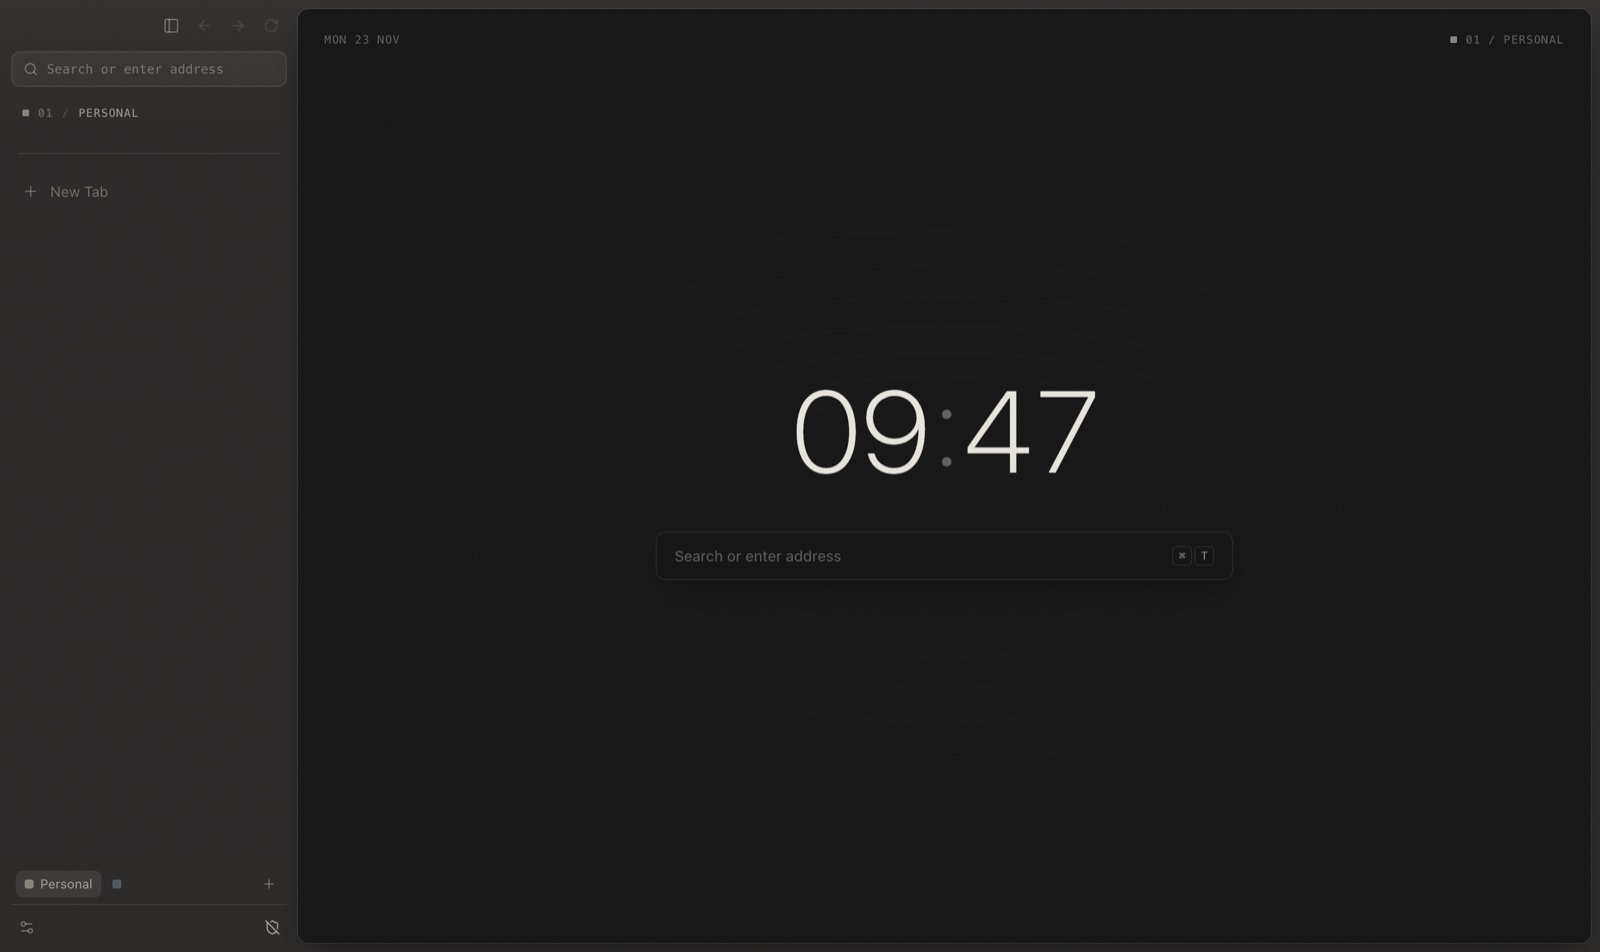 Search or enter address
01 / PERSONAL
New Tab
Personal
MON 23 NOV
01 / PERSONAL
09:47
Search or enter address
⌘ T